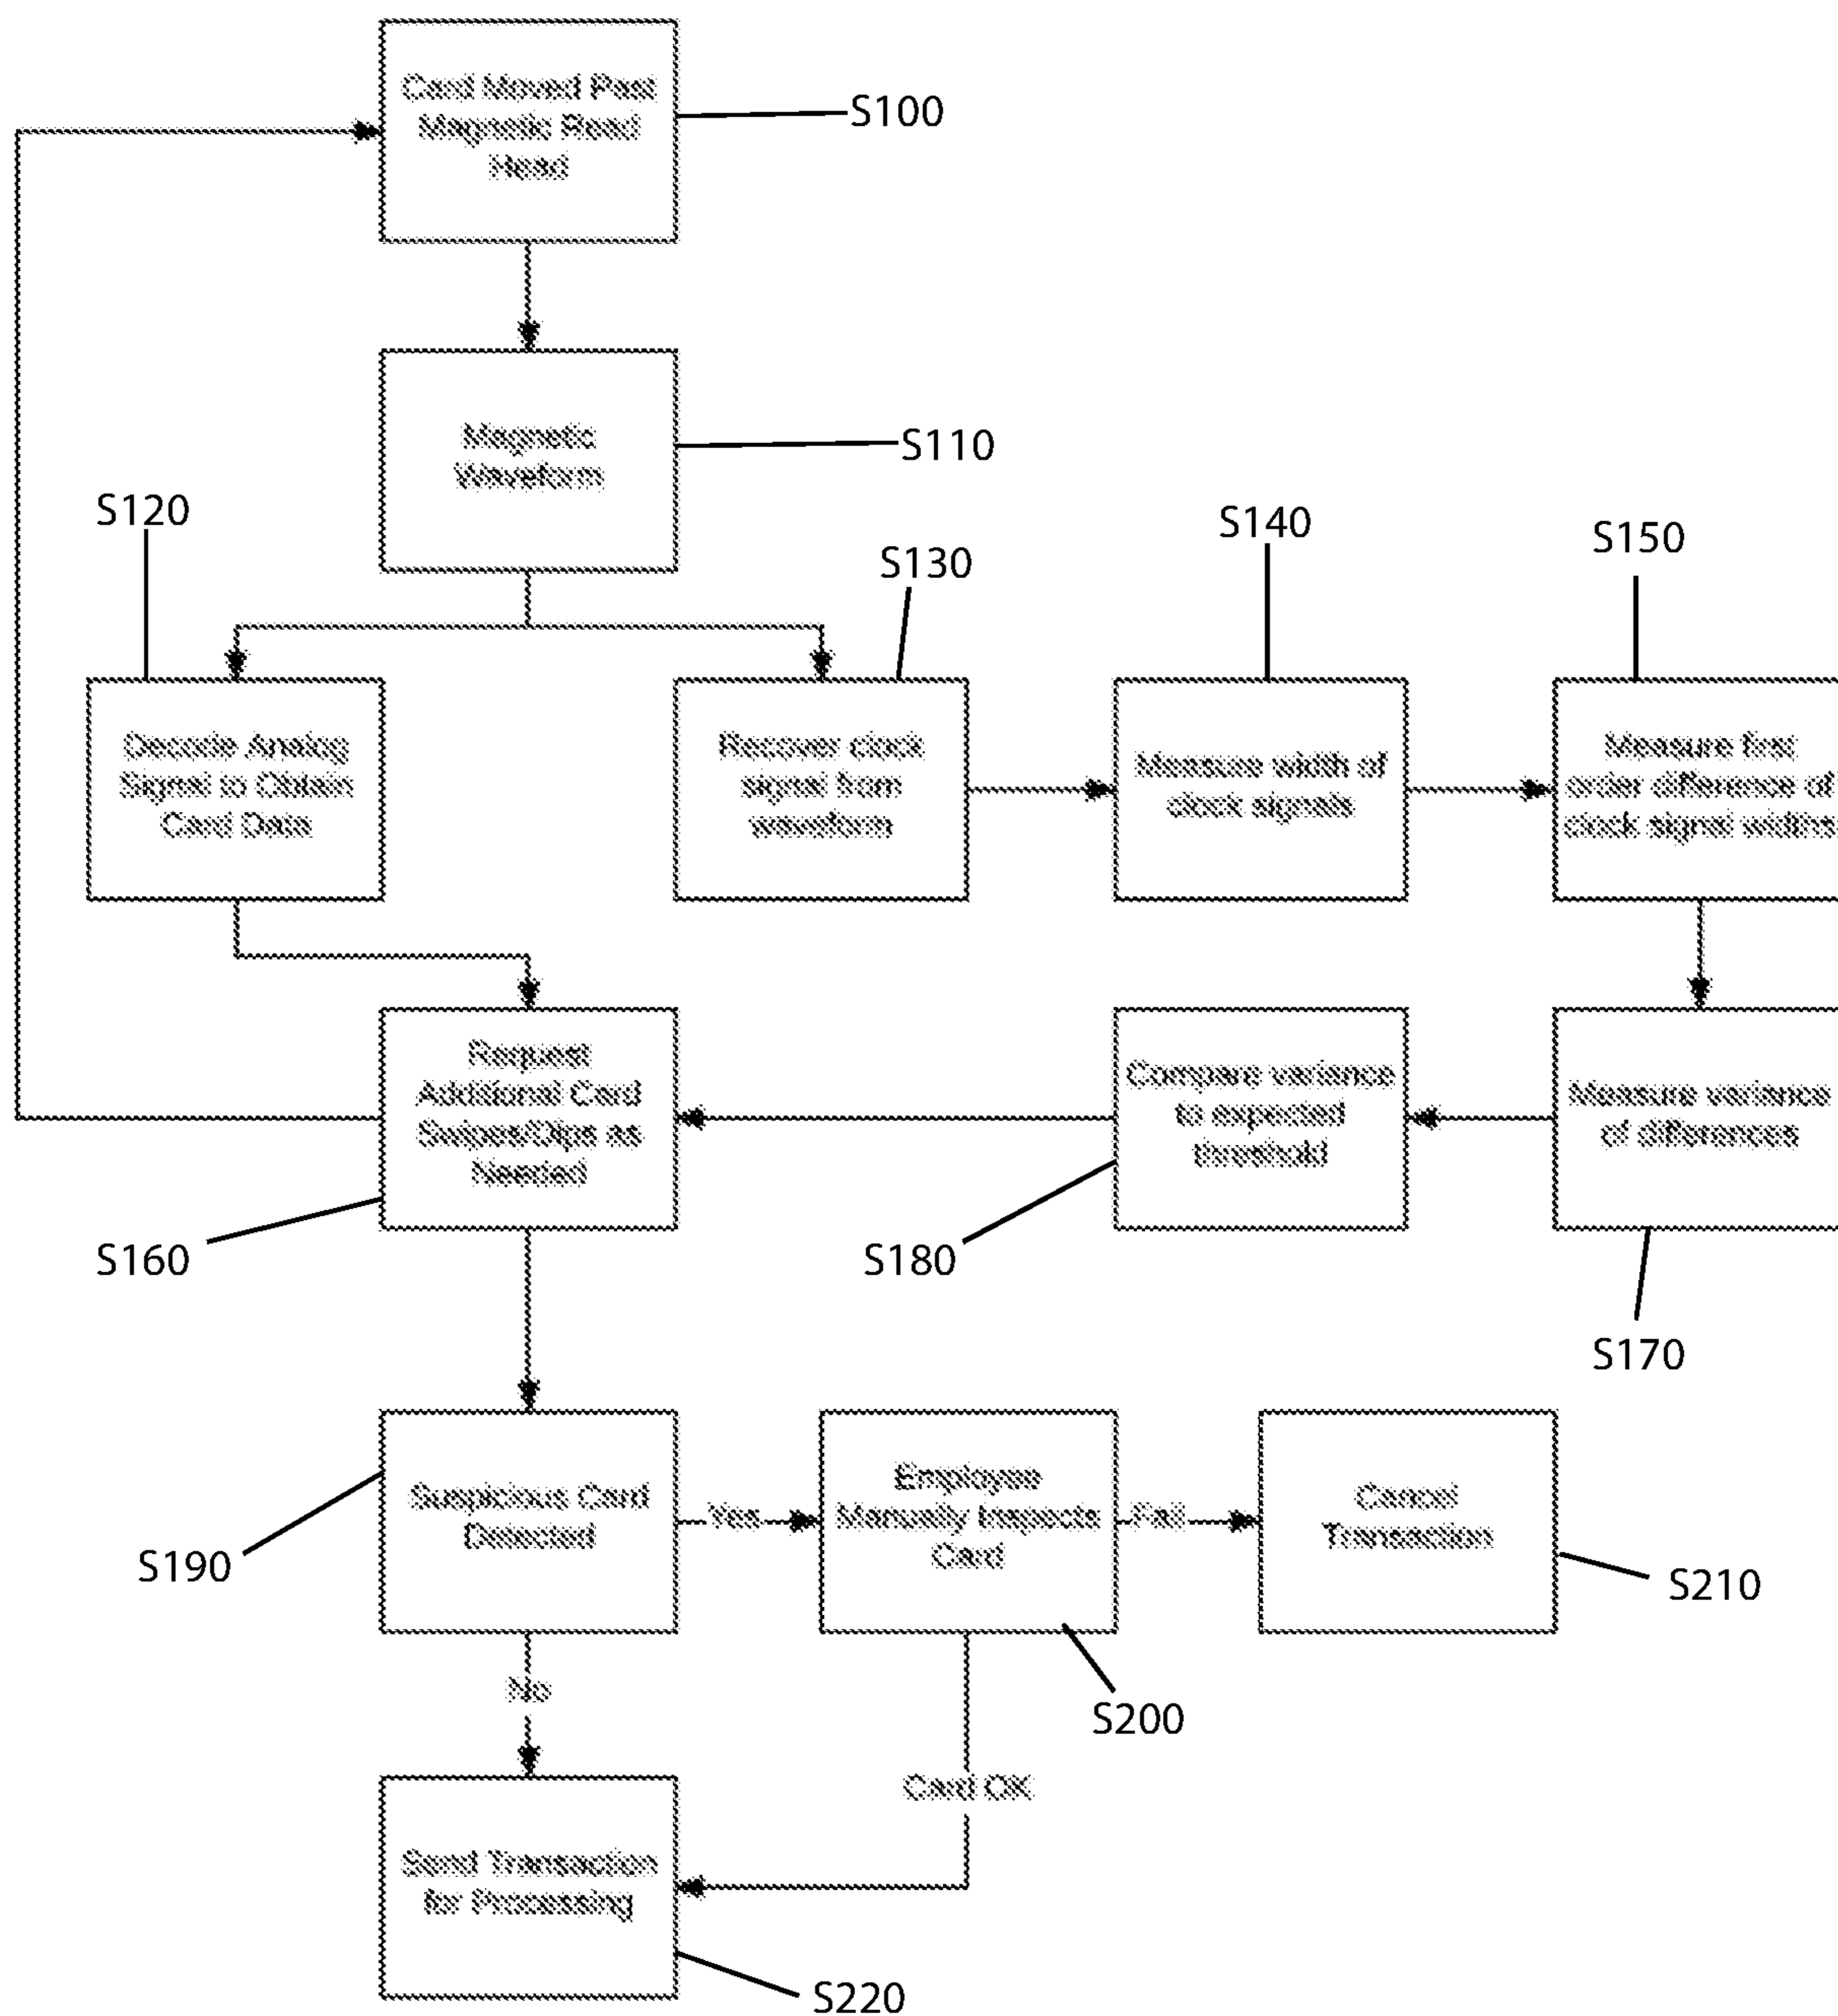 Card Moved Past
Magnetic Read
Head
S100
Magnetic
Waveform
S110
S120
S130
S140
S150
Decode Analog
Signal to Obtain
Card Data
Recover clock
signal from
waveform
Measure width of
clock signals
Measure first
order difference of
clock signal widths
Request
Additional Card
Swipes/Dips as
Needed
Compare variance
to expected
threshold
Measure variance
of differences
S160
S180
S170
Suspicious Card
Detected
Yes
Employee
Manually Inspects
Card
Fail
Cancel
Transaction
S190
S210
No
S200
Card OK
Send Transaction
for Processing
S220